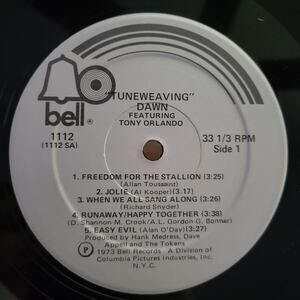 bell
1112
(1112 SA)
"TUNEWEAVING"
DAWN
FEATURING
TONY ORLANDO
33 1/3 RPM
Side 1
1. FREEDOM FOR THE STALLION (3:25)
(Allan Toussaint)
2. JOLIE (Al Kooper) (3:21)
3. WHEN WE ALL SANG ALONG (3:21)
(Richard Snyder)
4. RUNAWAY/HAPPY TOGETHER (3:38)
(D. Shannon-M. Crook/A.L. Gordon-G. Bonner)
5. EASY EVIL (Alan O'Day) (3:27)
Produced by Hank Medress, Dave
Appell and The Tokens
℗ 1973 Bell Records A Division of
Columbia Pictures Industries, Inc.
N.Y.C.